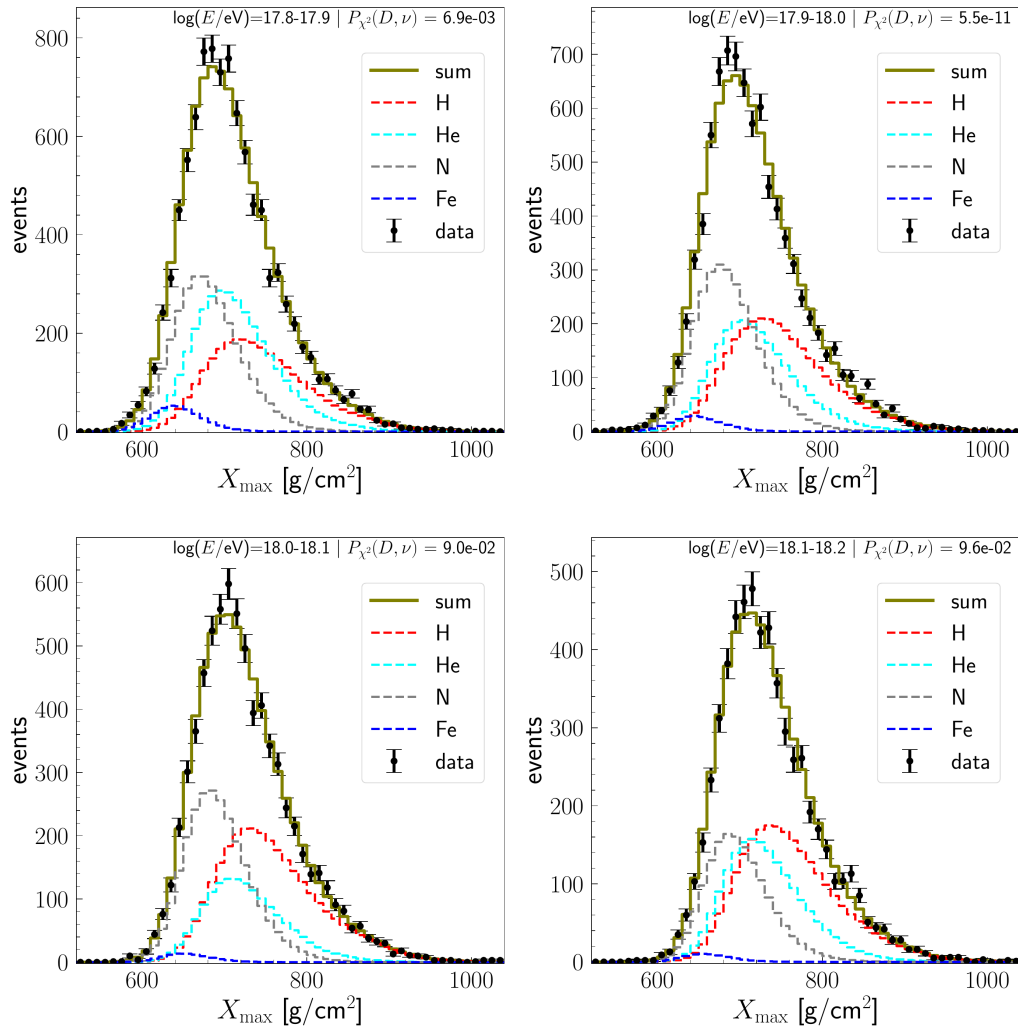 log(E/eV)=17.8-17.9 | P_χ²(D, ν) = 6.9e-03
800
600
400
200
0
events
sum
H
He
N
Fe
data
600 800 1000
X_max [g/cm²]
log(E/eV)=17.9-18.0 | P_χ²(D, ν) = 5.5e-11
700
600
500
400
300
200
100
0
events
sum
H
He
N
Fe
data
600 800 1000
X_max [g/cm²]
log(E/eV)=18.0-18.1 | P_χ²(D, ν) = 9.0e-02
600
500
400
300
200
100
0
events
sum
H
He
N
Fe
data
600 800 1000
X_max [g/cm²]
log(E/eV)=18.1-18.2 | P_χ²(D, ν) = 9.6e-02
500
400
300
200
100
0
events
sum
H
He
N
Fe
data
600 800 1000
X_max [g/cm²]